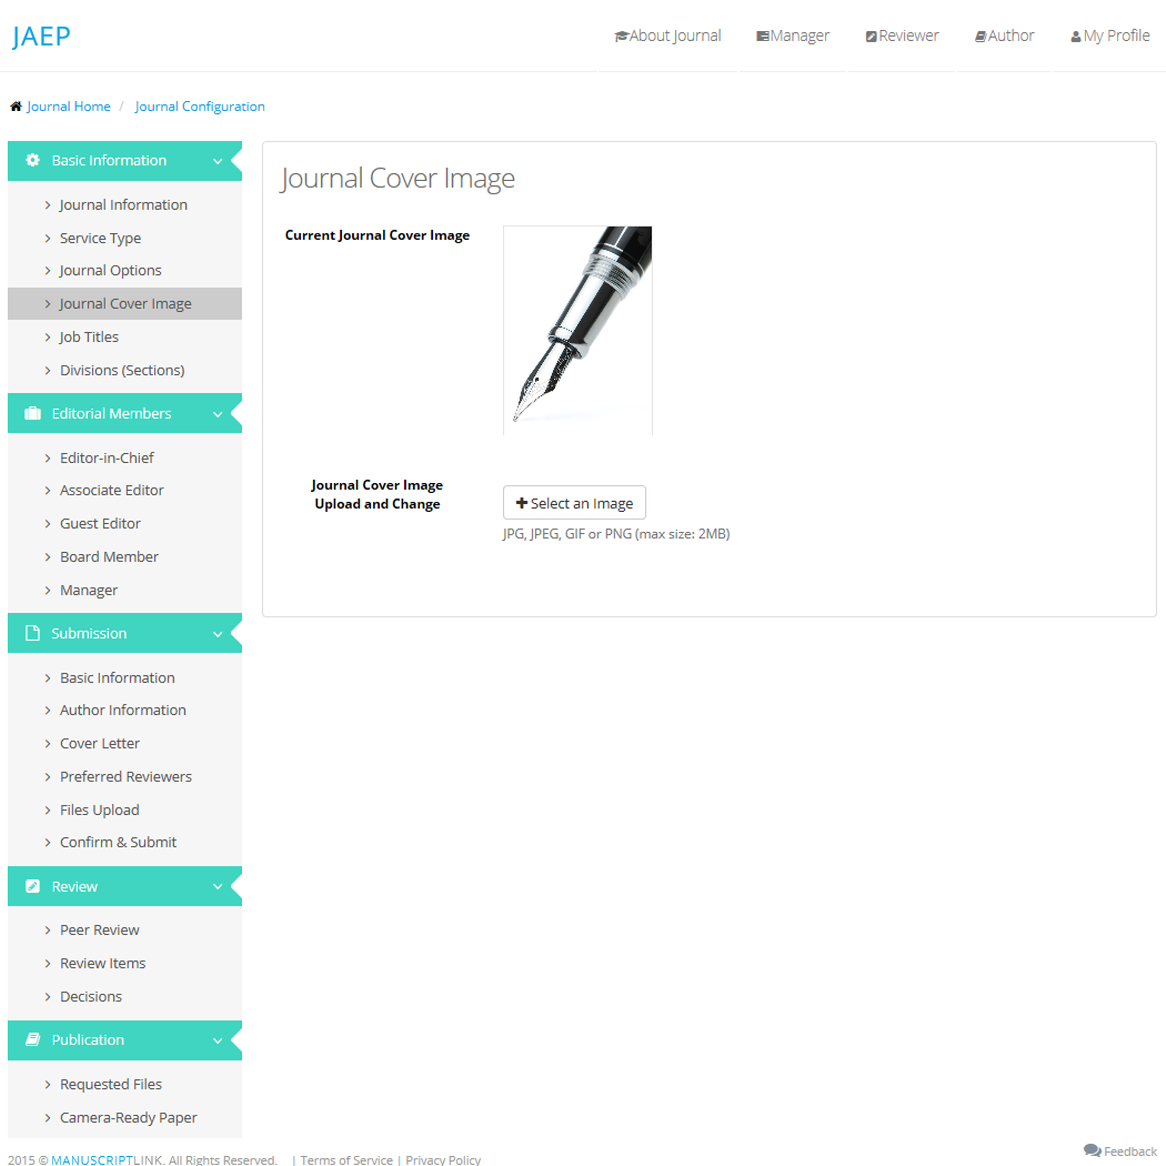 JAEP
About Journal Manager Reviewer Author My Profile
Journal Home / Journal Configuration
Basic Information
Journal Information
Service Type
Journal Options
Journal Cover Image
Job Titles
Divisions (Sections)
Editorial Members
Editor-in-Chief
Associate Editor
Guest Editor
Board Member
Manager
Submission
Basic Information
Author Information
Cover Letter
Preferred Reviewers
Files Upload
Confirm & Submit
Review
Peer Review
Review Items
Decisions
Publication
Requested Files
Camera-Ready Paper
Journal Cover Image
Current Journal Cover Image
Journal Cover Image
Upload and Change
Select an Image
JPG, JPEG, GIF or PNG (max size: 2MB)
Feedback
2015 © MANUSCRIPTLINK. All Rights Reserved. | Terms of Service | Privacy Policy